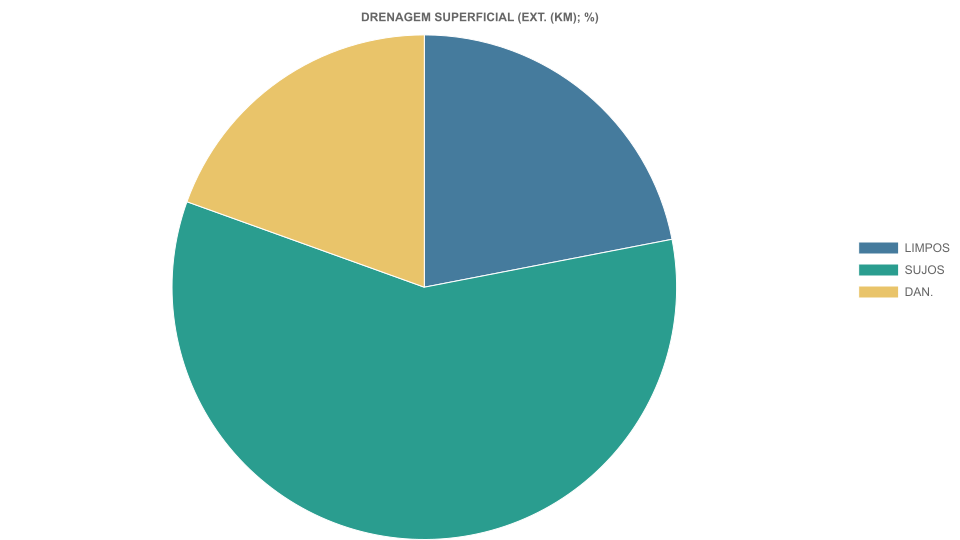 DRENAGEM SUPERFICIAL (EXT. (KM); %)
LIMPOS
SUJOS
DAN.